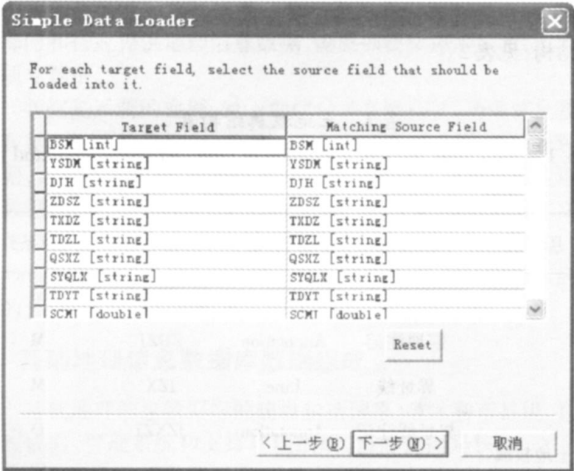 Simple Data Loader
For each target field, select the source field that should be
loaded into it.
Target Field Matching Source Field
BSM [int] BSM [int]
YSDM [string] YSDM [string]
DJH [string] DJH [string]
ZDSZ [string] ZDSZ [string]
TXDZ [string] TXDZ [string]
TDZL [string] TDZL [string]
QSXZ [string] QSXZ [string]
SYQLX [string] SYQLX [string]
TDYT [string] TDYT [string]
SCMJ [double] SCMJ [double]
Reset
<上一步(B) 下一步(N) > 取消